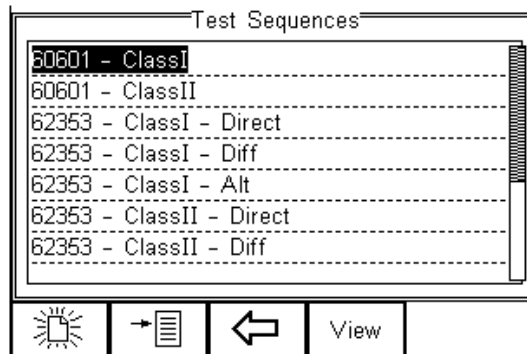 Test Sequences
60601 - ClassI
60601 - ClassII
62353 - ClassI - Direct
62353 - ClassI - Diff
62353 - ClassI - Alt
62353 - ClassII - Direct
62353 - ClassII - Diff
View